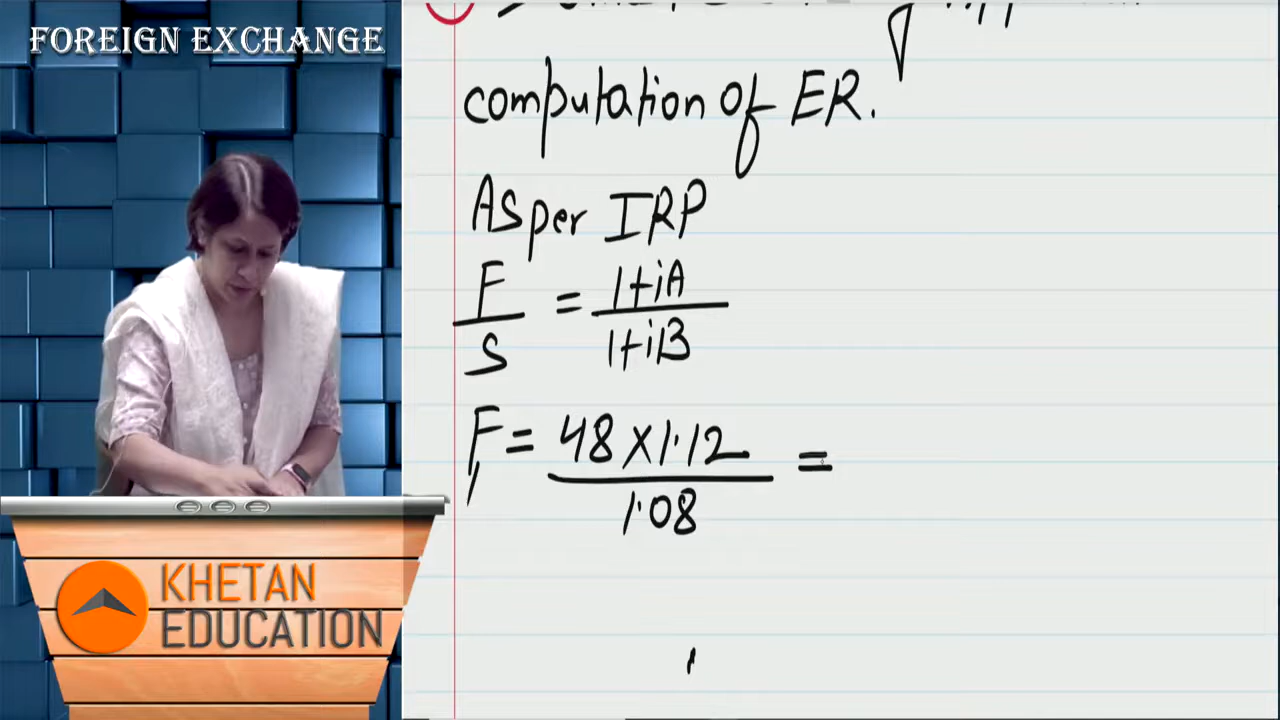 FOREIGN EXCHANGE
computation of ER.
As per IRP
F/S = 1+iA/1+iB
F₁ = 48 X 1.12/1.08 =
KHETAN
EDUCATION